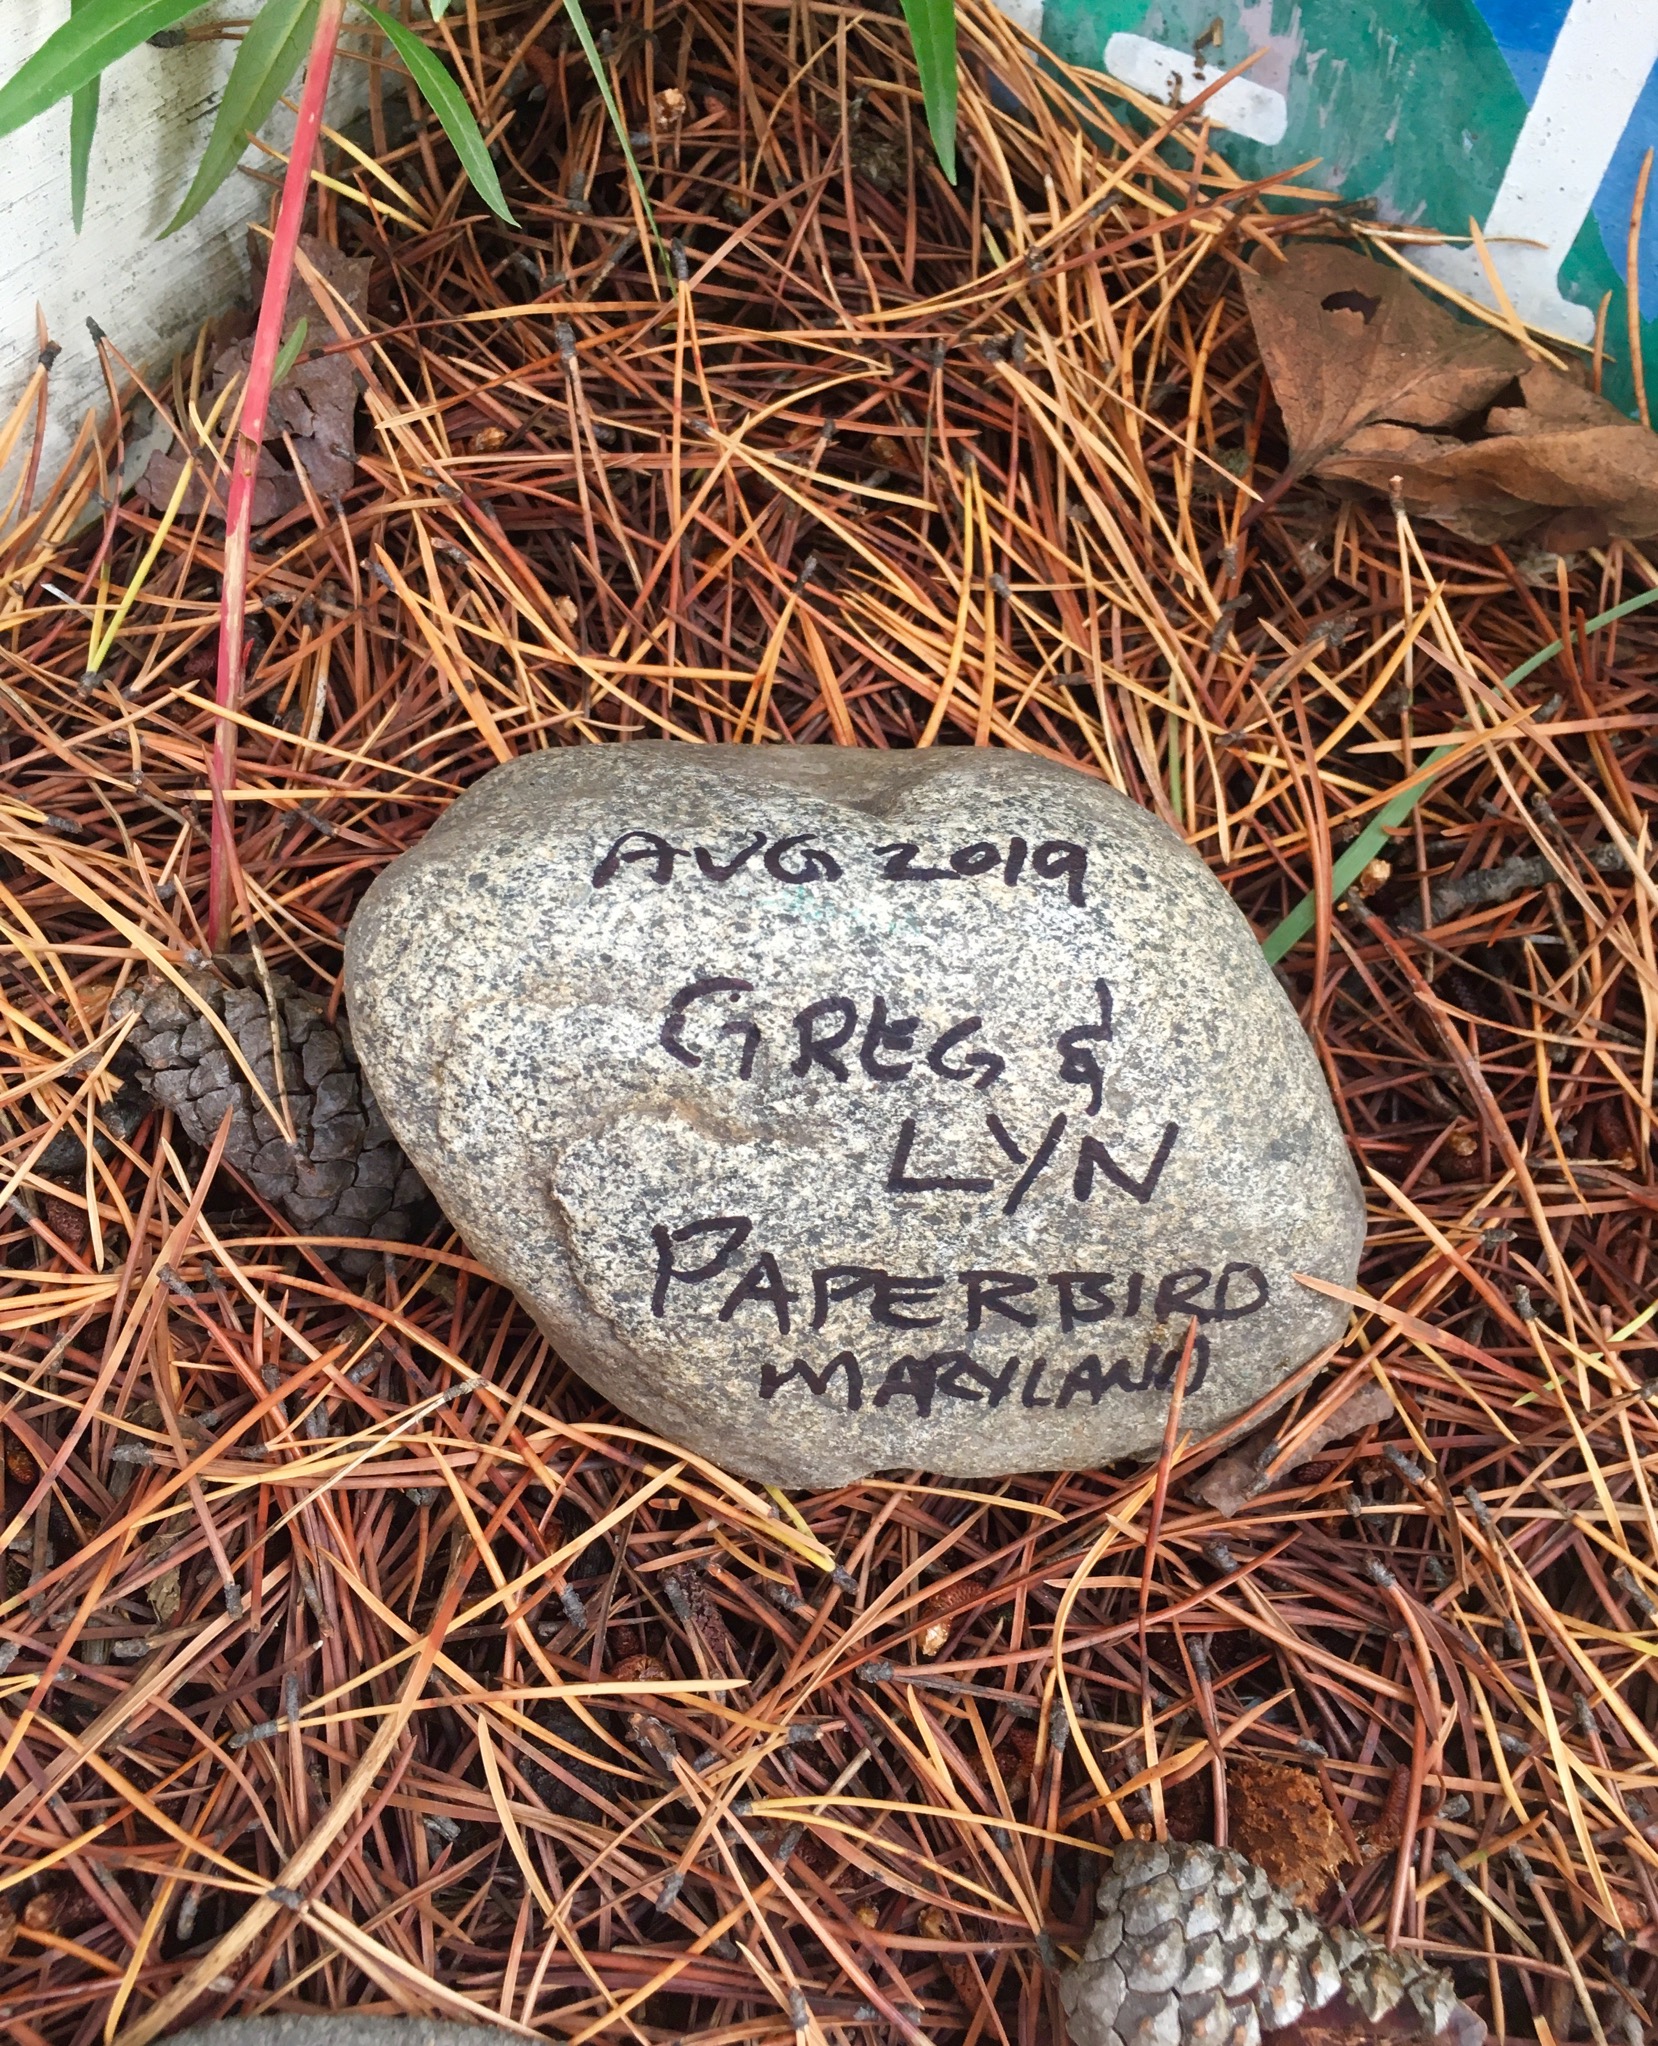 AUG 2019
GREG &
LYN
PAPERBIRD
MARYLAND